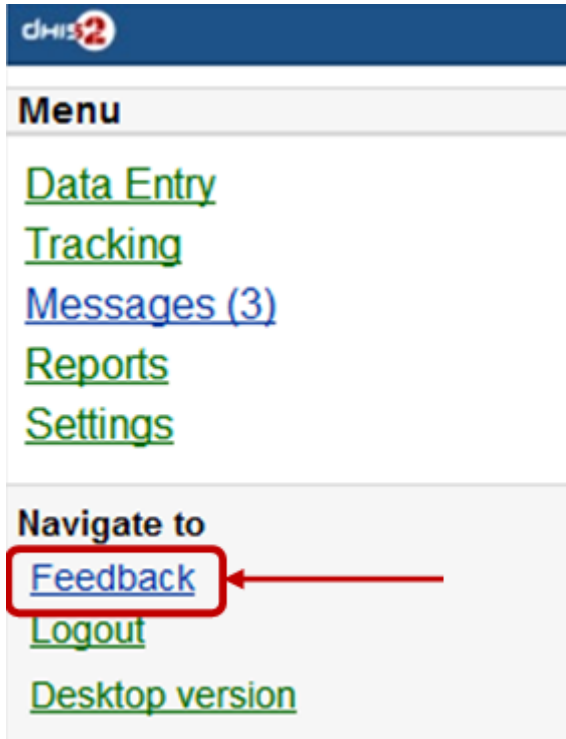 dHIS2
Menu
Data Entry
Tracking
Messages (3)
Reports
Settings
Navigate to
Feedback
Logout
Desktop version